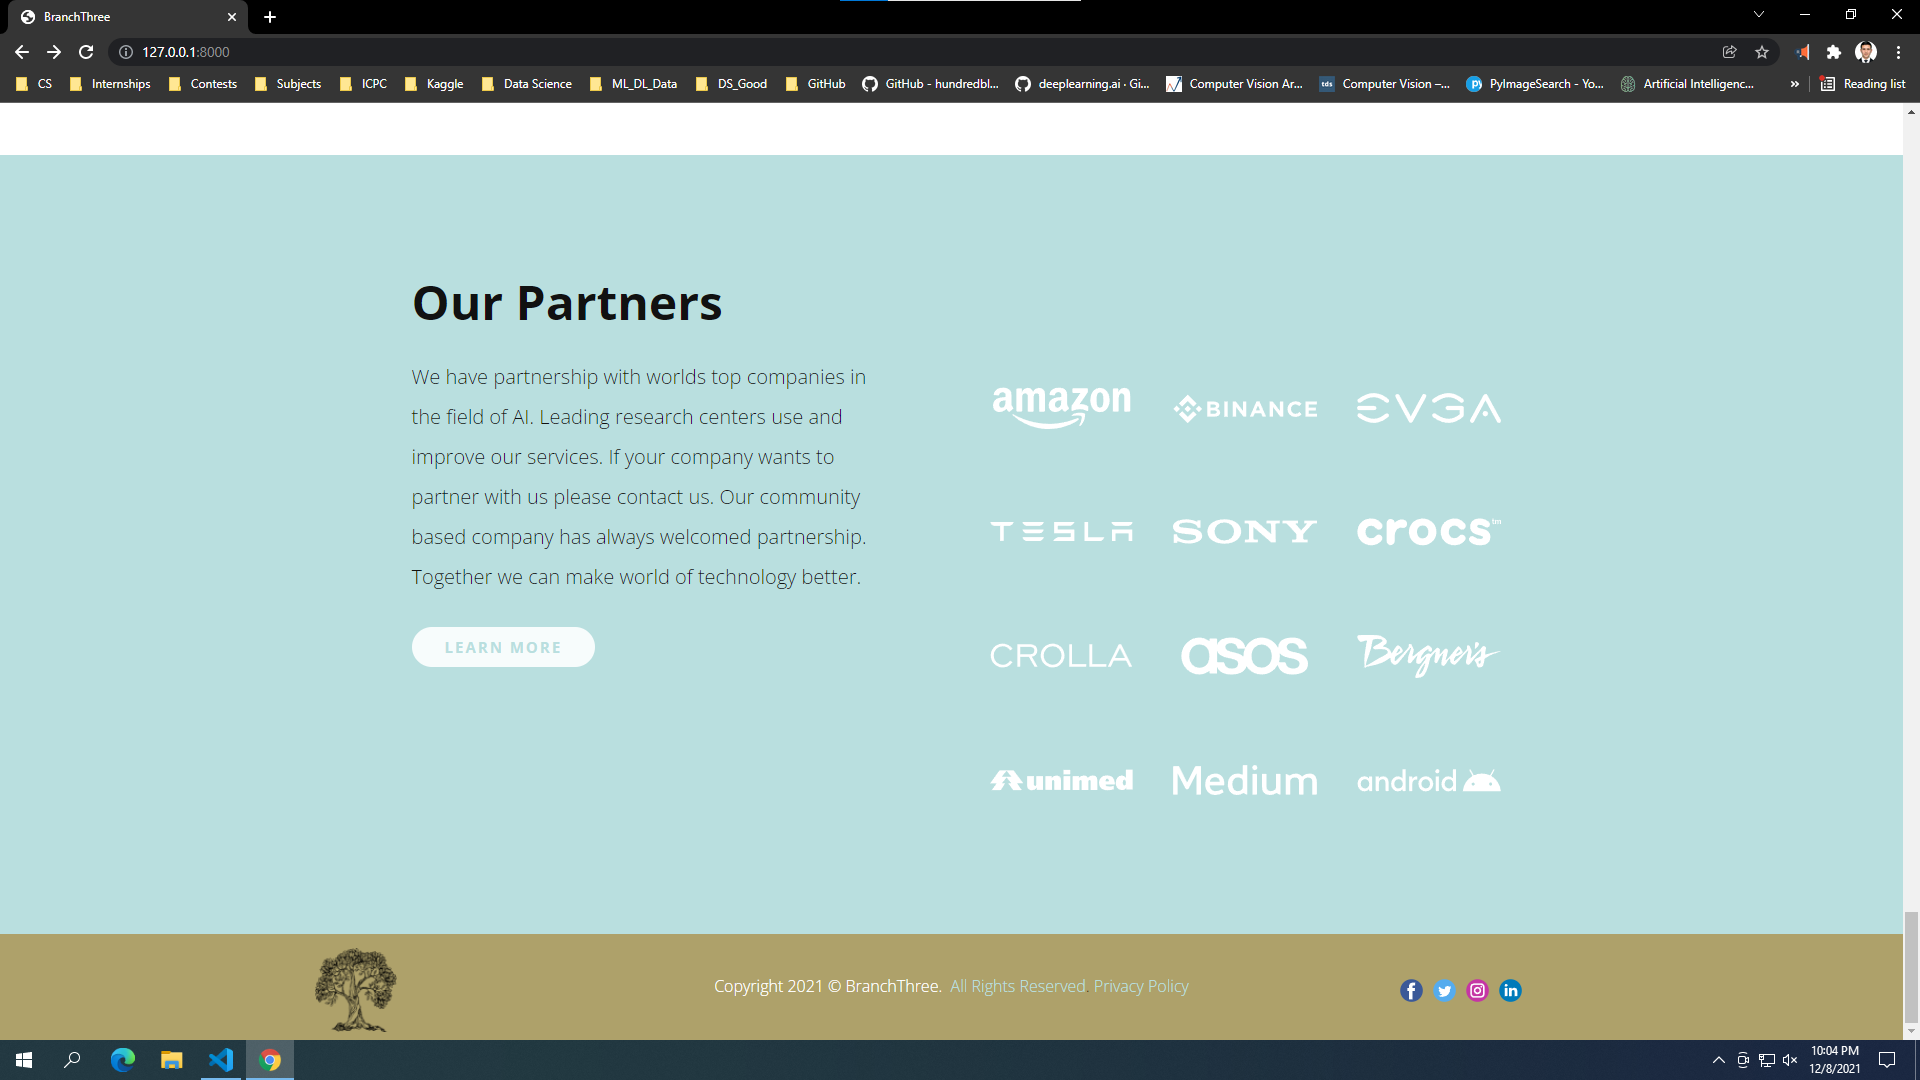 BranchThree
127.0.0.1:8000
CS Internships Contests Subjects ICPC Kaggle Data Science ML_DL_Data DS_Good GitHub GitHub - hundredbl... deeplearning.ai · Gi... Computer Vision Ar... tds Computer Vision –... PyImageSearch - Yo... Artificial Intelligenc... » Reading list
Our Partners
We have partnership with worlds top companies in
the field of AI. Leading research centers use and
improve our services. If your company wants to
partner with us please contact us. Our community
based company has always welcomed partnership.
Together we can make world of technology better.
LEARN MORE
amazon BINANCE EVGA
TESLA SONY crocs™
CROLLA asos Bergner's
unimed Medium android
Copyright 2021 © BranchThree. All Rights Reserved. Privacy Policy
10:04 PM
12/8/2021